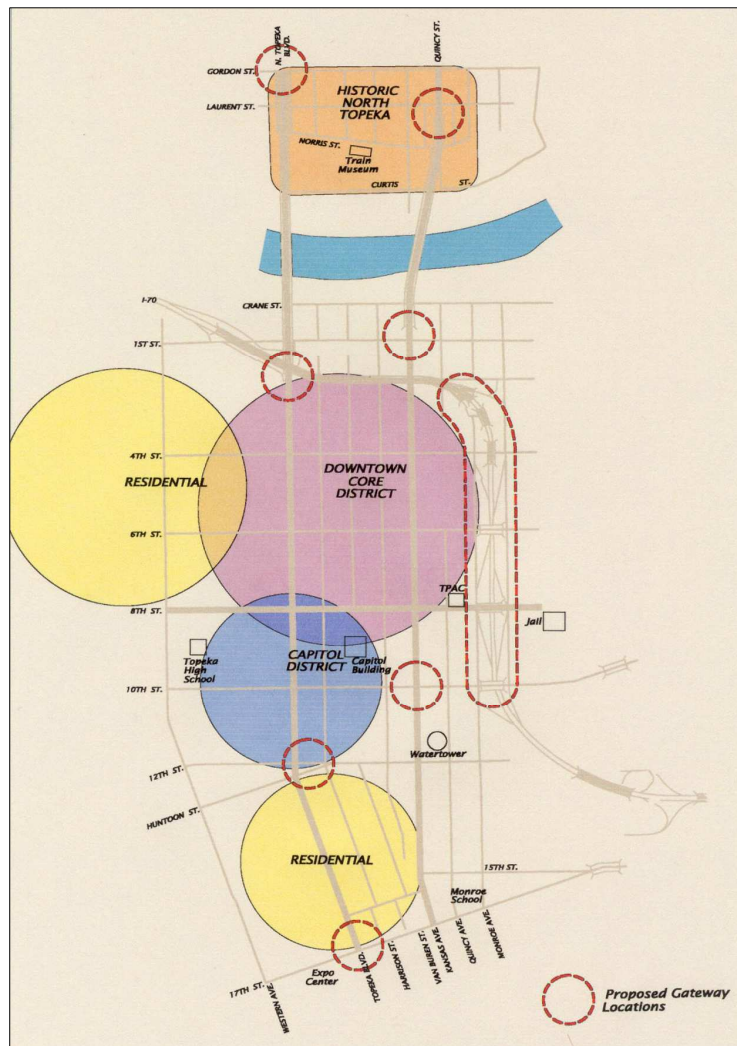 N. TOPEKA
BLVD.
QUINCY ST.
GORDON ST.
HISTORIC
NORTH
TOPEKA
LAURENT ST.
NORRIS ST.
Train
Museum
CURTIS ST.
I-70
CRANE ST.
1ST ST.
4TH ST.
RESIDENTIAL
DOWNTOWN
CORE
DISTRICT
6TH ST.
TPAC
8TH ST.
Jail
Topeka
High
School
CAPITOL
DISTRICT
Capitol
Building
10TH ST.
Watertower
12TH ST.
HUNTOON ST.
RESIDENTIAL
15TH ST.
Monroe
School
17TH ST.
Expo
Center
WESTERN AVE.
TOPEKA BLVD.
HARRISON ST.
VAN BUREN ST.
KANSAS AVE.
QUINCY AVE.
MONROE AVE.
Proposed Gateway
Locations